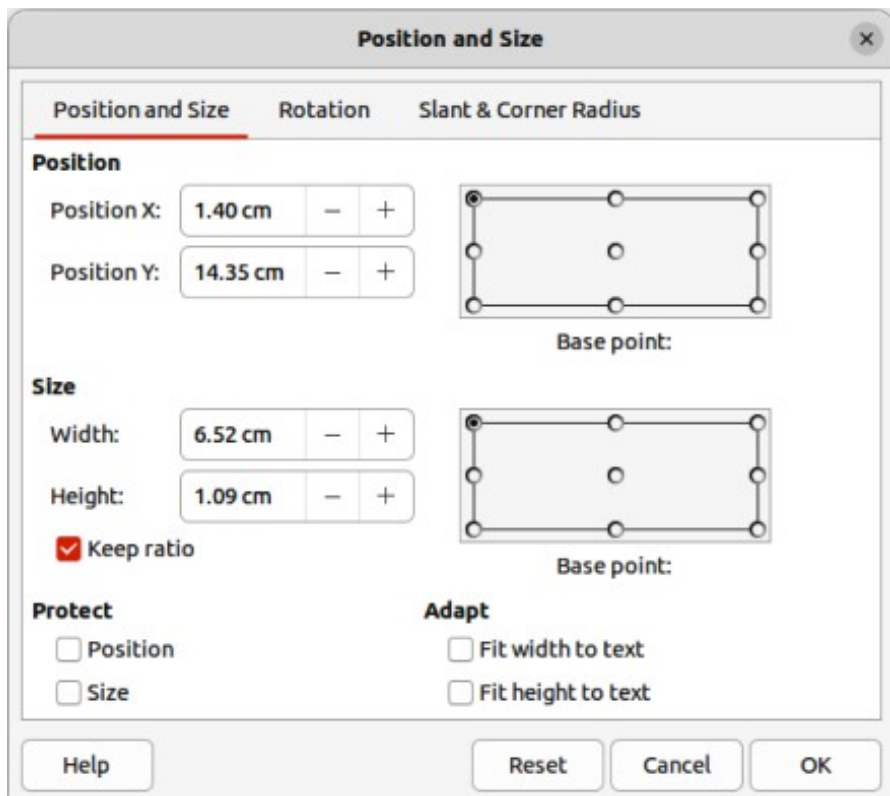 Position and Size
Position and Size Rotation Slant & Corner Radius
Position
Position X: 1.40 cm − +
Position Y: 14.35 cm − +
Base point:
Size
Width: 6.52 cm − +
Height: 1.09 cm − +
Keep ratio
Base point:
Protect Adapt
Position Fit width to text
Size Fit height to text
Help Reset Cancel OK